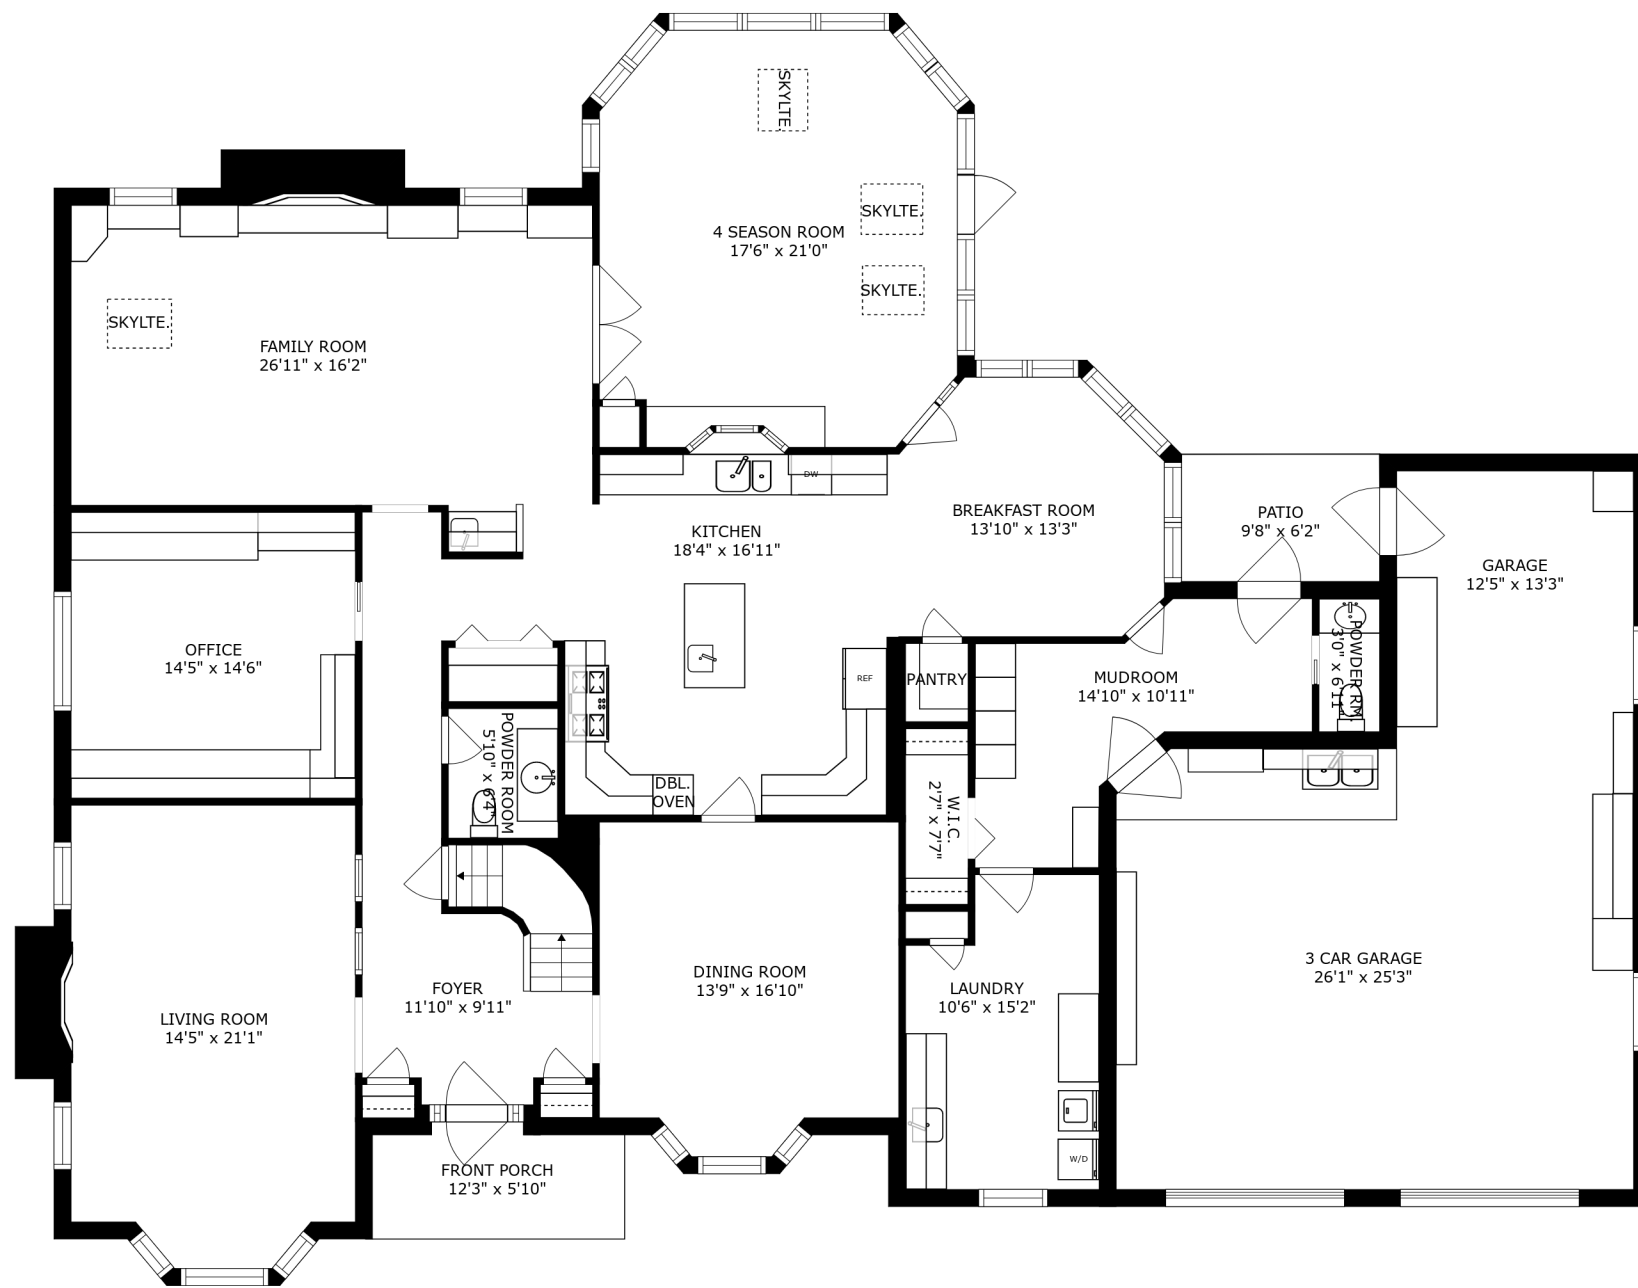 SKYLTE.
SKYLTE.
4 SEASON ROOM
17'6" x 21'0"
SKYLTE.
SKYLTE.
FAMILY ROOM
26'11" x 16'2"
DW
KITCHEN
18'4" x 16'11"
BREAKFAST ROOM
13'10" x 13'3"
PATIO
9'8" x 6'2"
GARAGE
12'5" x 13'3"
OFFICE
14'5" x 14'6"
REF
PANTRY
MUDROOM
14'10" x 10'11"
POWDER RM
3'0" x 6'11"
POWDER ROOM
5'10" x 6'4"
DBL.
OVEN
W.I.C.
2'7" x 7'7"
3 CAR GARAGE
26'1" x 25'3"
DINING ROOM
13'9" x 16'10"
FOYER
11'10" x 9'11"
LAUNDRY
10'6" x 15'2"
LIVING ROOM
14'5" x 21'1"
W/D
FRONT PORCH
12'3" x 5'10"